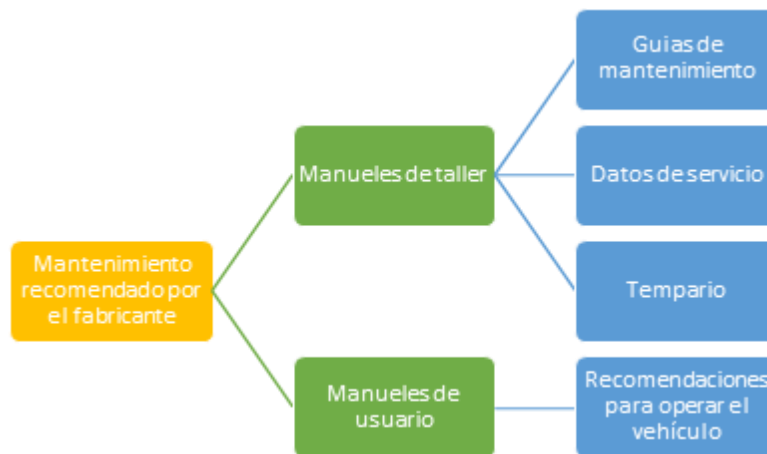 Guias de
mantenimiento
Manueles de taller
Datos de servicio
Mantenimiento
recomendado por
el fabricante
Tempario
Manueles de
usuario
Recomendaciones
para operar el
vehículo